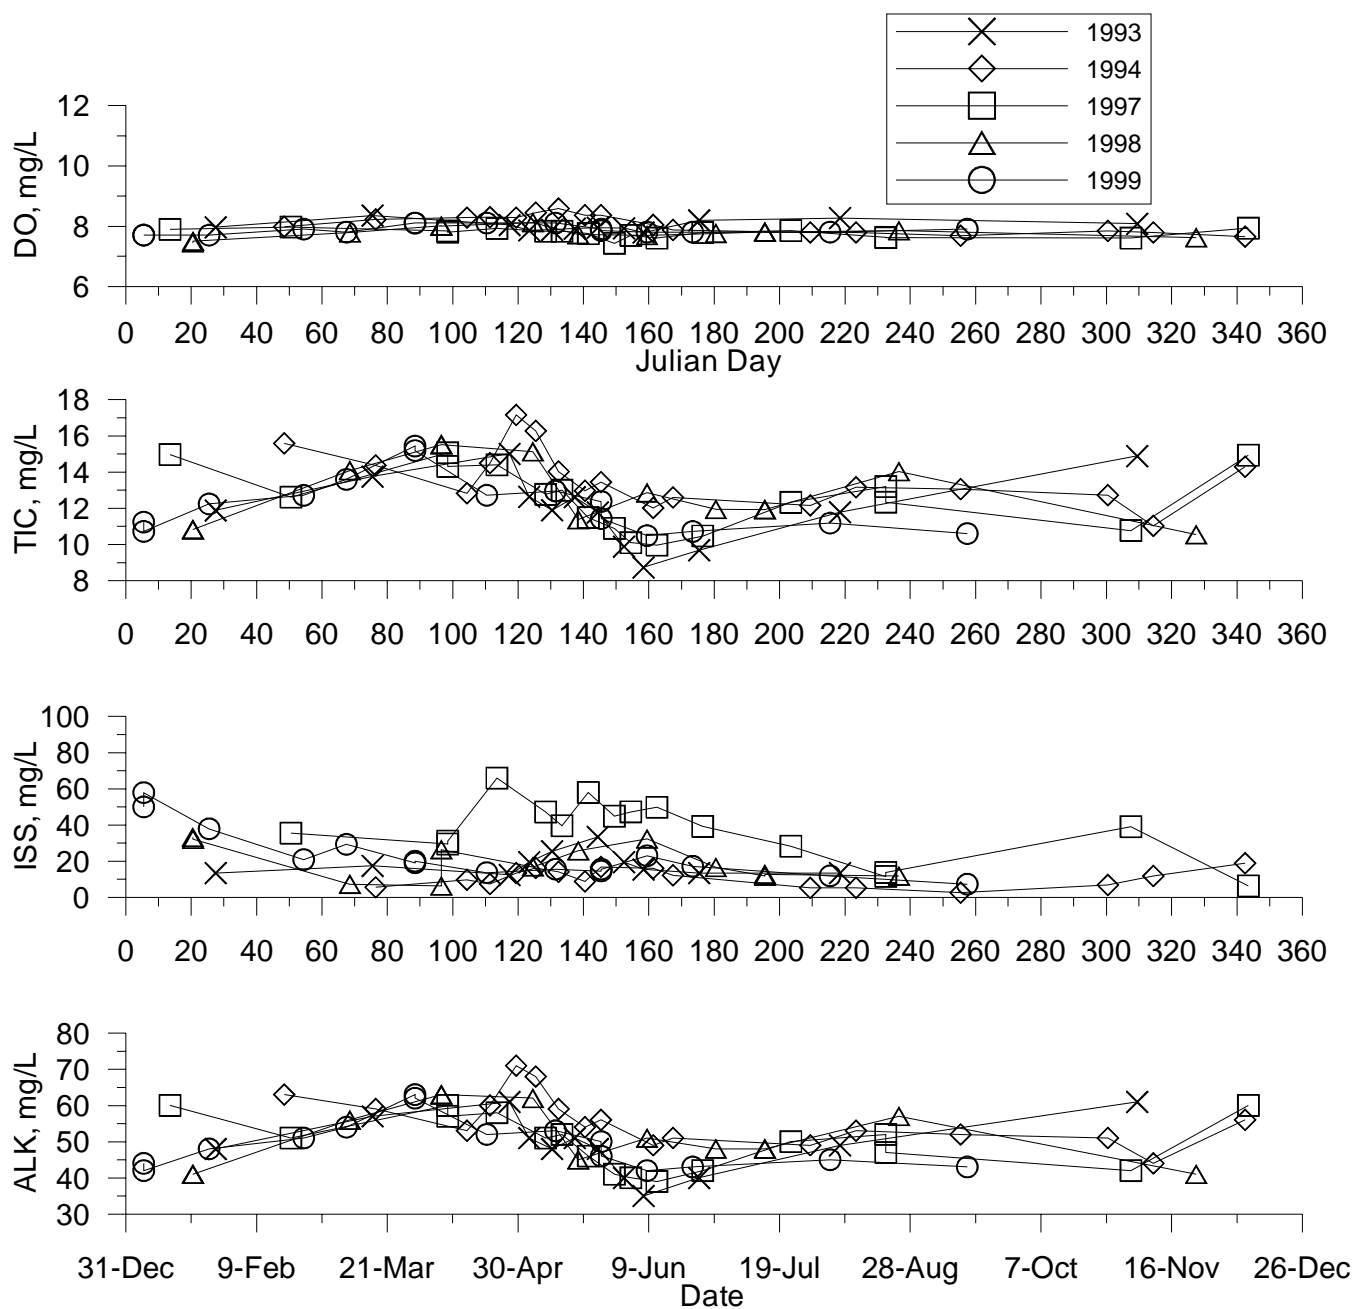 1993
1994
1997
1998
1999
DO, mg/L
12
10
8
6
0 20 40 60 80 100 120 140 160 180 200 220 240 260 280 300 320 340 360
Julian Day
TIC, mg/L
18
16
14
12
10
8
0 20 40 60 80 100 120 140 160 180 200 220 240 260 280 300 320 340 360
ISS, mg/L
100
80
60
40
20
0
0 20 40 60 80 100 120 140 160 180 200 220 240 260 280 300 320 340 360
ALK, mg/L
80
70
60
50
40
30
31-Dec 9-Feb 21-Mar 30-Apr 9-Jun 19-Jul 28-Aug 7-Oct 16-Nov 26-Dec
Date